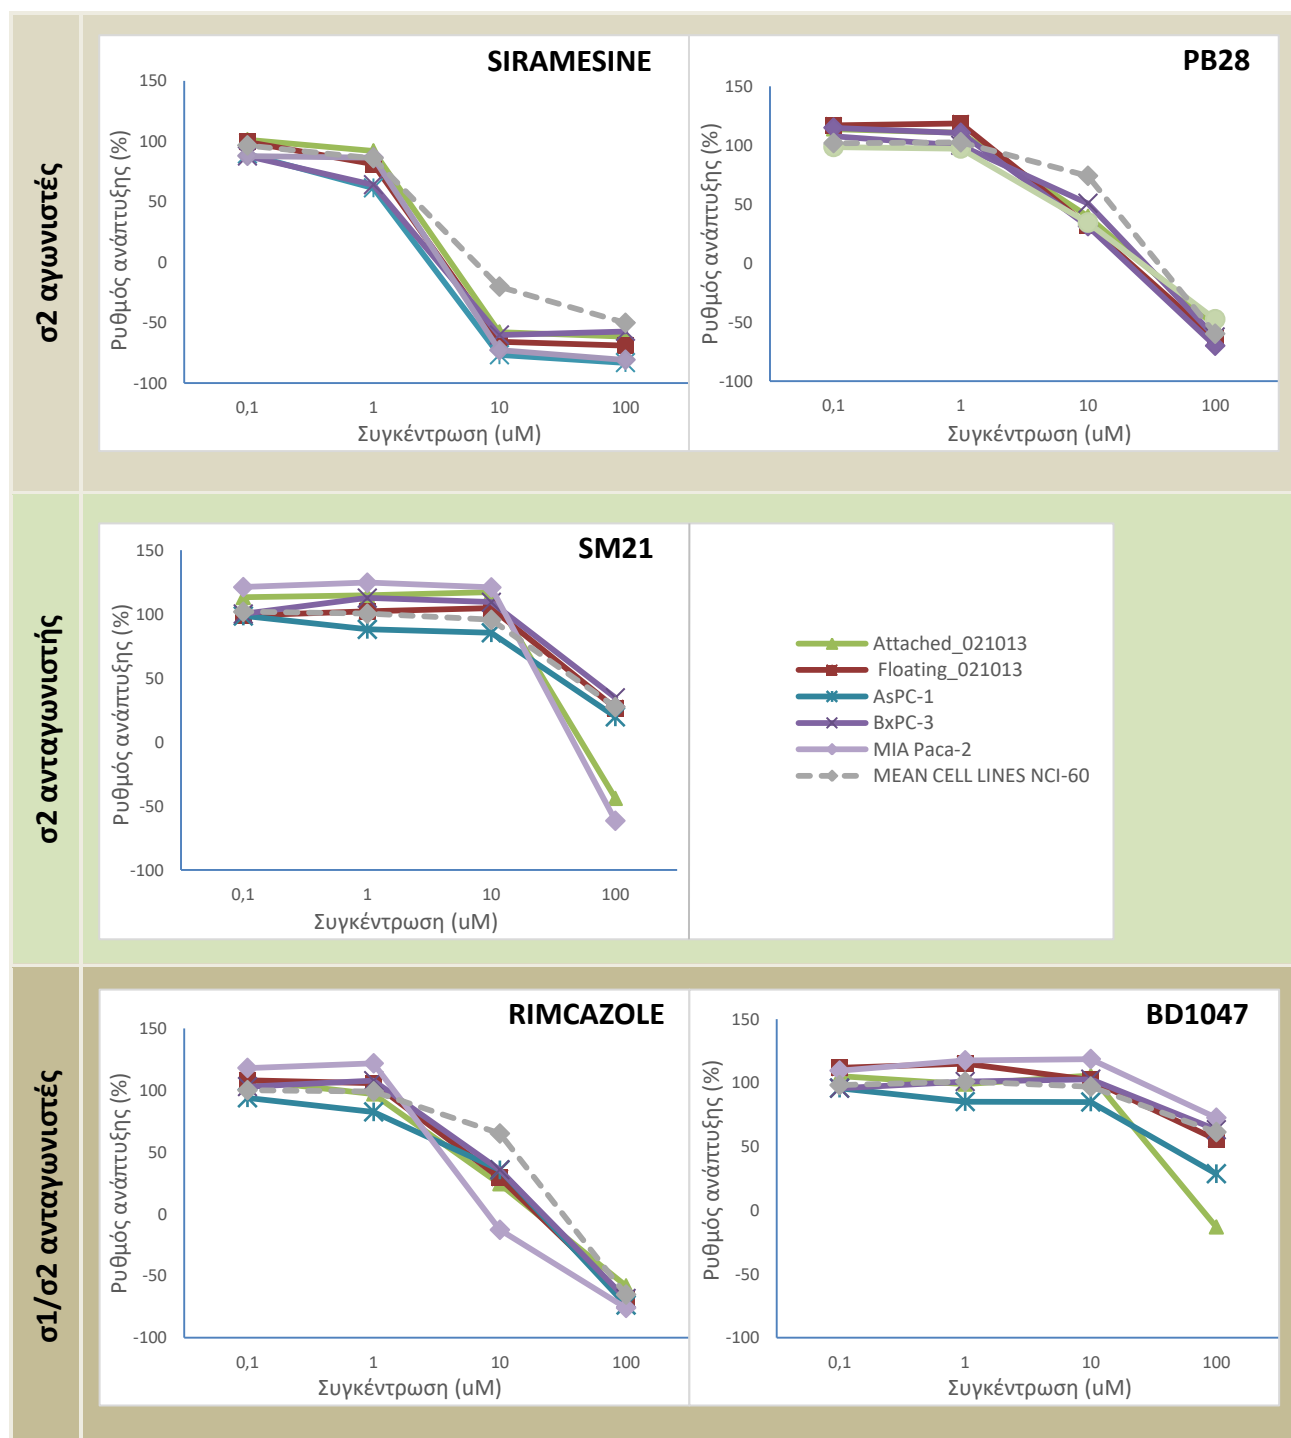 σ2 αγωνιστές
SIRAMESINE
150
100
50
0
-50
-100
Ρυθμός ανάπτυξης (%)
0,1 1 10 100
Συγκέντρωση (uM)
PB28
150
100
50
0
-50
-100
Ρυθμός ανάπτυξης (%)
0,1 1 10 100
Συγκέντρωση (uM)
σ2 ανταγωνιστής
SM21
150
100
50
0
-50
-100
Ρυθμός ανάπτυξης (%)
0,1 1 10 100
Συγκέντρωση (uM)
Attached_021013
Floating_021013
AsPC-1
BxPC-3
MIA Paca-2
MEAN CELL LINES NCI-60
σ1/σ2 ανταγωνιστές
RIMCAZOLE
150
100
50
0
-50
-100
Ρυθμός ανάπτυξης (%)
0,1 1 10 100
Συγκέντρωση (uM)
BD1047
150
100
50
0
-50
-100
Ρυθμός ανάπτυξης (%)
0,1 1 10 100
Συγκέντρωση (uM)